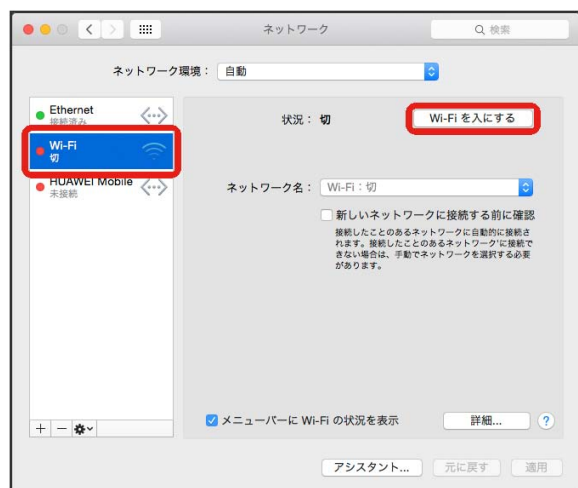 ネットワーク
検索
ネットワーク環境： 自動
Ethernet
接続済み
Wi-Fi
切
HUAWEI Mobile
未接続
状況： 切
Wi-Fi を入にする
ネットワーク名： Wi-Fi：切
新しいネットワークに接続する前に確認
接続したことのあるネットワークに自動的に接続さ
れます。接続したことのあるネットワークに接続で
きない場合は、手動でネットワークを選択する必要
があります。
メニューバーに Wi-Fi の状況を表示
詳細...
?
アシスタント...
元に戻す
適用